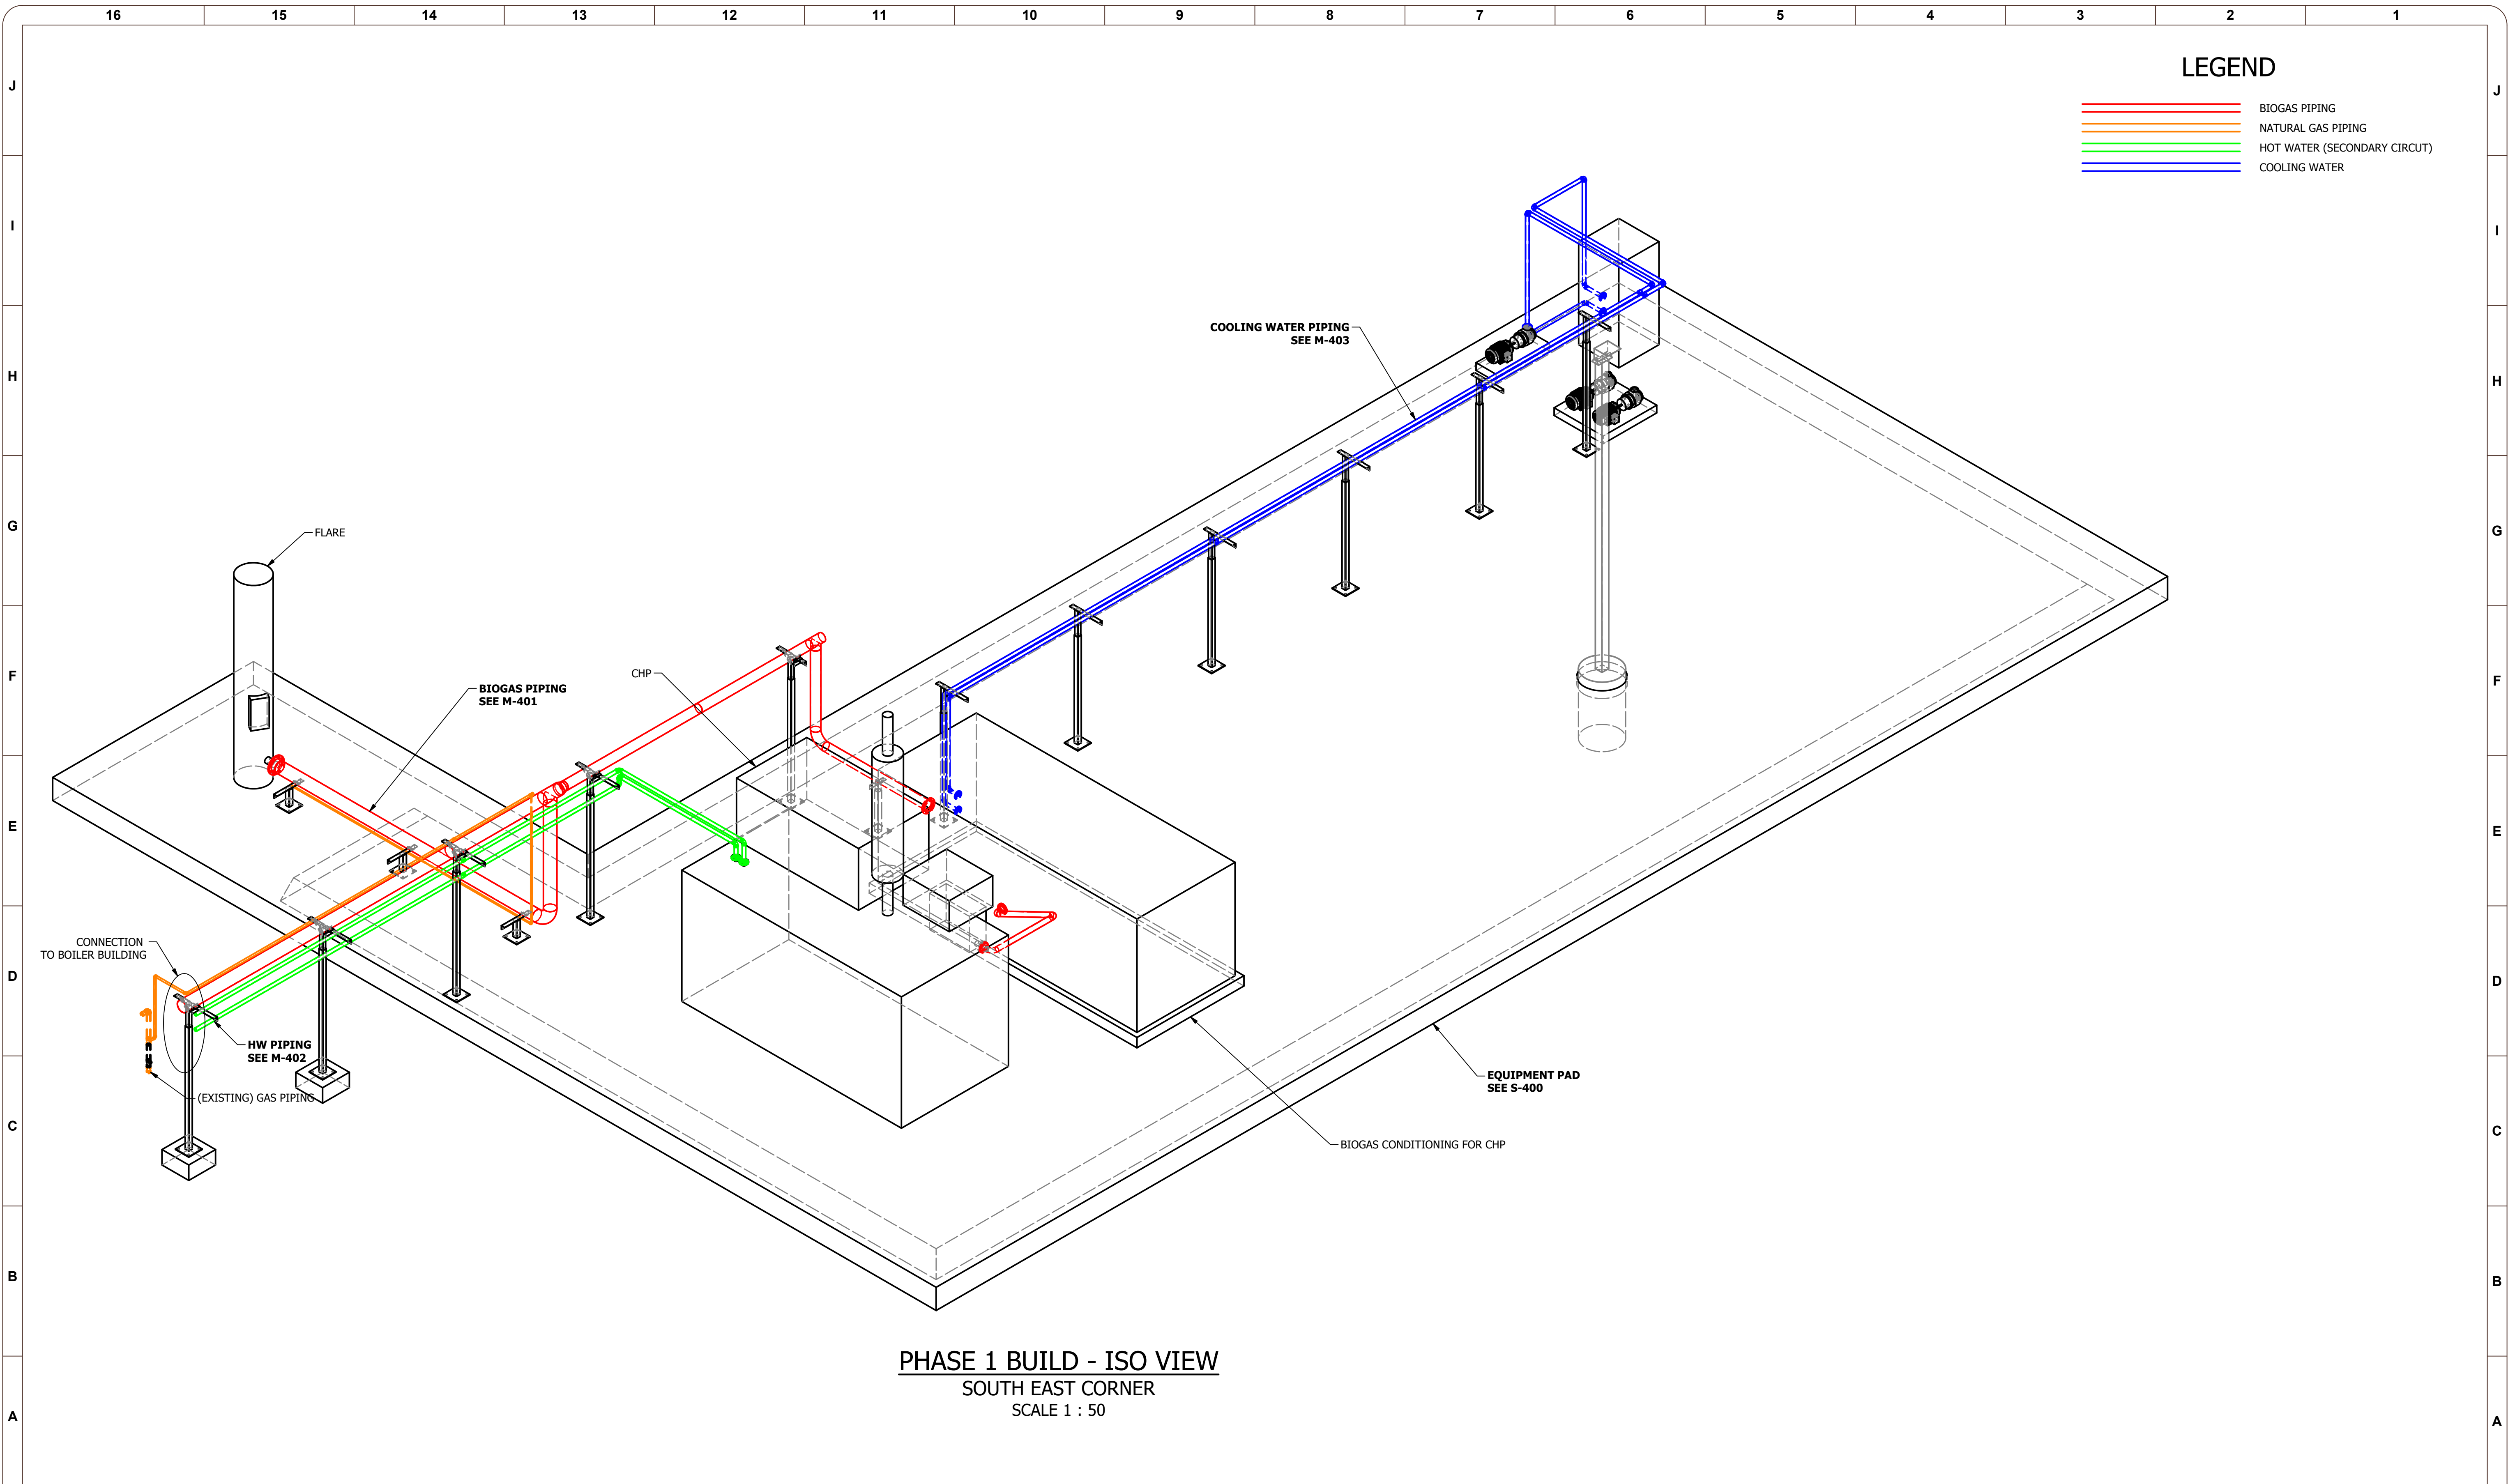 16 15 14 13 12 11 10 9 8 7 6 5 4 3 2 1
J J
LEGEND
BIOGAS PIPING
NATURAL GAS PIPING
HOT WATER (SECONDARY CIRCUT)
COOLING WATER
I I
COOLING WATER PIPING
SEE M-403
H H
G G
FLARE
F F
CHP
BIOGAS PIPING
SEE M-401
E E
CONNECTION
TO BOILER BUILDING
D D
HW PIPING
SEE M-402
(EXISTING) GAS PIPING
EQUIPMENT PAD
SEE S-400
C C
BIOGAS CONDITIONING FOR CHP
B B
PHASE 1 BUILD - ISO VIEW
SOUTH EAST CORNER
SCALE 1 : 50
A A